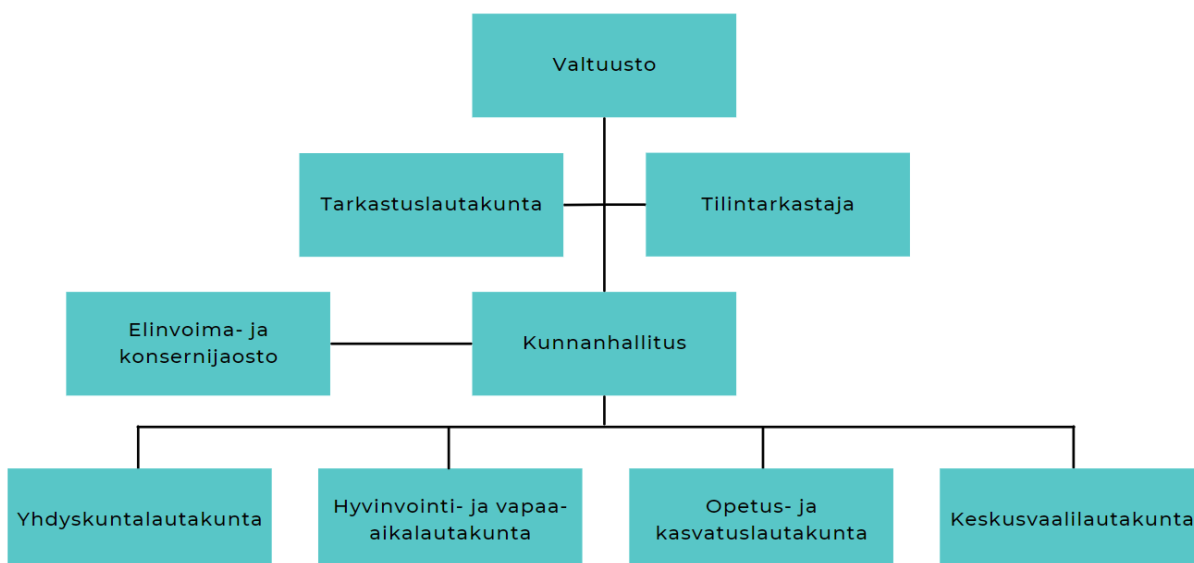 Valtuusto
Tarkastuslautakunta
Tilintarkastaja
Elinvoima- ja
konsernijaosto
Kunnanhallitus
Yhdyskuntalautakunta
Hyvinvointi- ja vapaa-
aikalautakunta
Opetus- ja
kasvatuslautakunta
Keskusvaalilautakunta